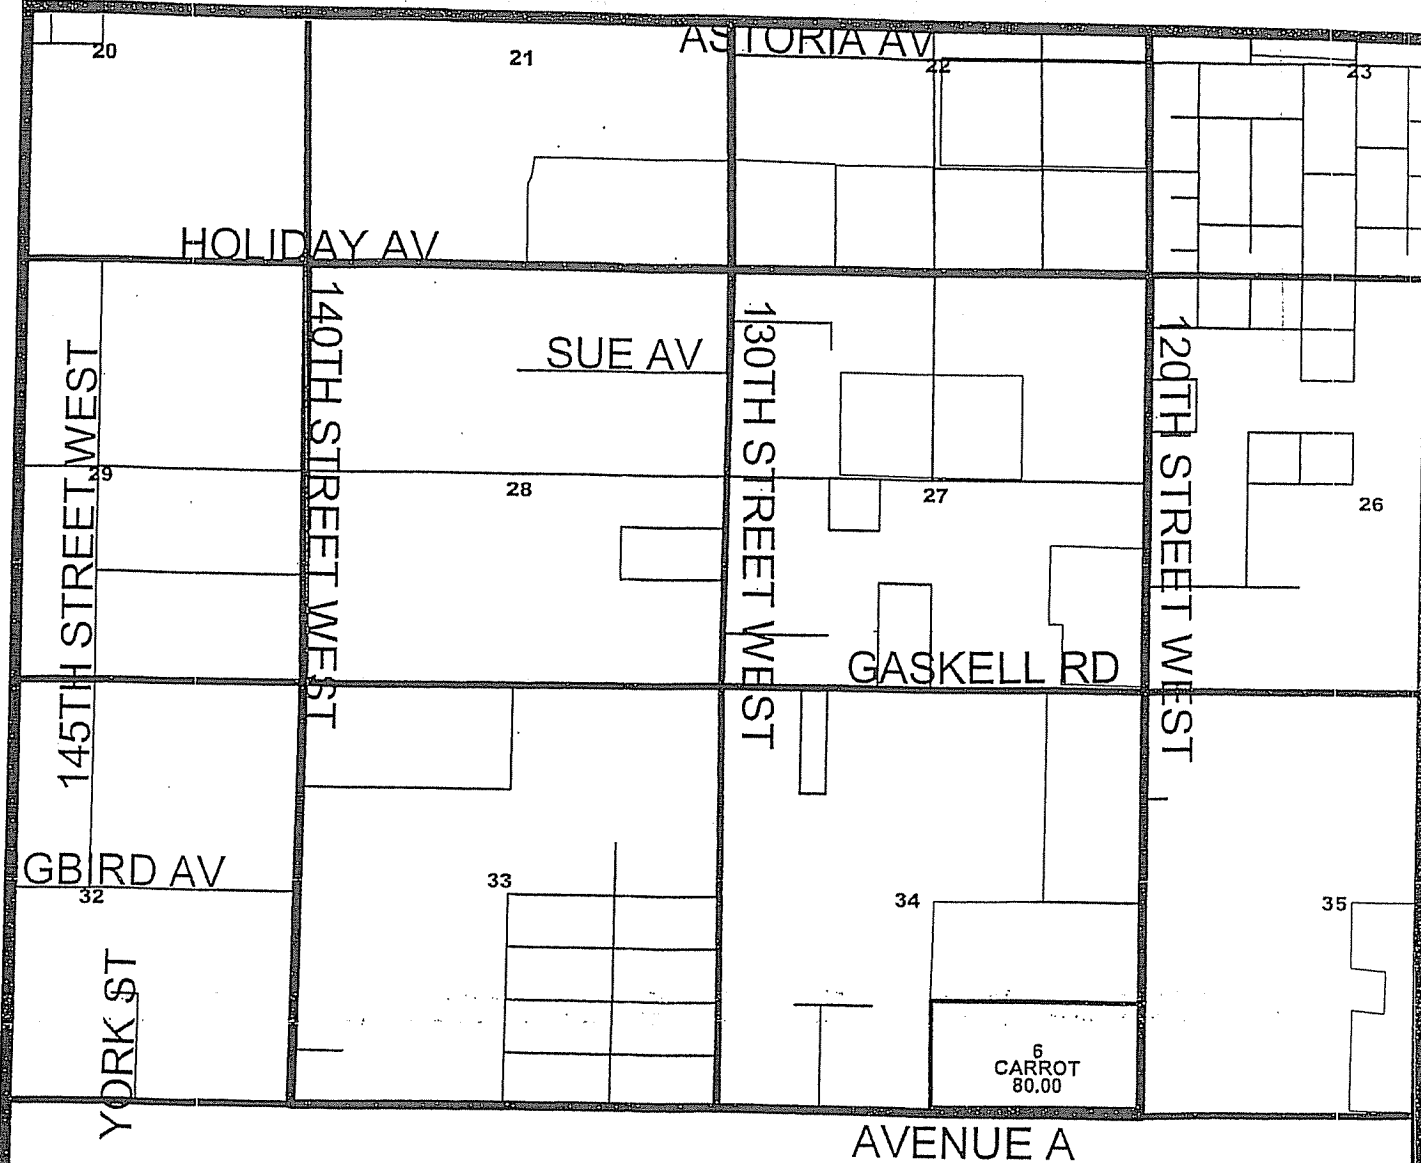 ASTORIA AV
20
21
22
23
HOLIDAY AV
140TH STREET WEST
130TH STREET WEST
120TH STREET WEST
SUE AV
145TH STREET WEST
29
28
27
26
GASKELL RD
GBIRD AV
32
33
34
35
YORK ST
6
CARROT
80.00
AVENUE A